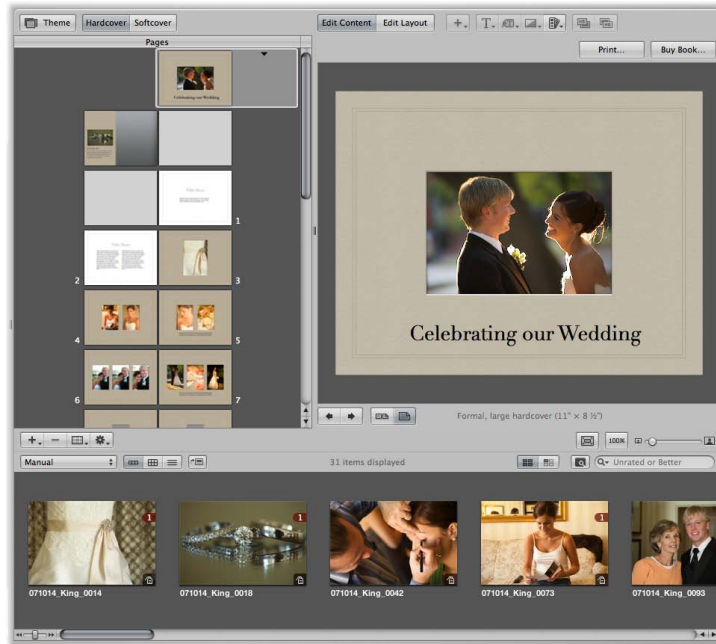 Theme Hardcover Softcover Edit Content Edit Layout
Pages
Print... Buy Book...
Celebrating our Wedding
1
2 3
4 5
6 7
Celebrating our Wedding
Formal, large hardcover (11" × 8 ½")
100%
Manual 31 items displayed Unrated or Better
1 1 1
071014_King_0014 071014_King_0018 071014_King_0042 071014_King_0073 071014_King_0093